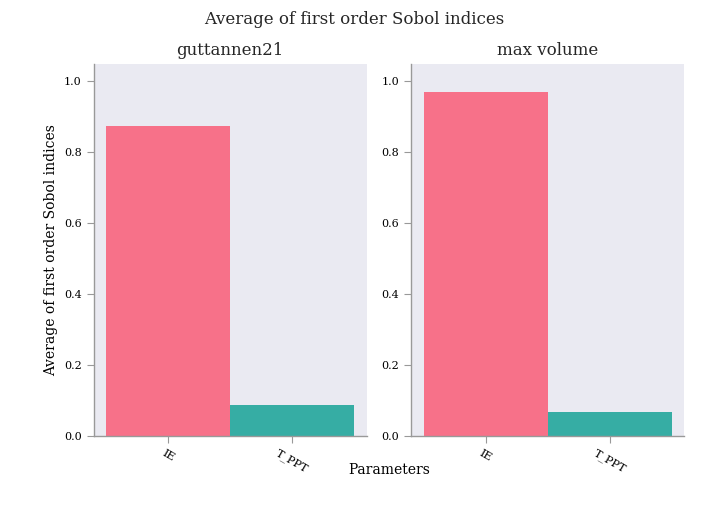 Average of first order Sobol indices
guttannen21
max volume
Average of first order Sobol indices
1.0
0.8
0.6
0.4
0.2
0.0
IE
T_PPT
1.0
0.8
0.6
0.4
0.2
0.0
IE
T_PPT
Parameters